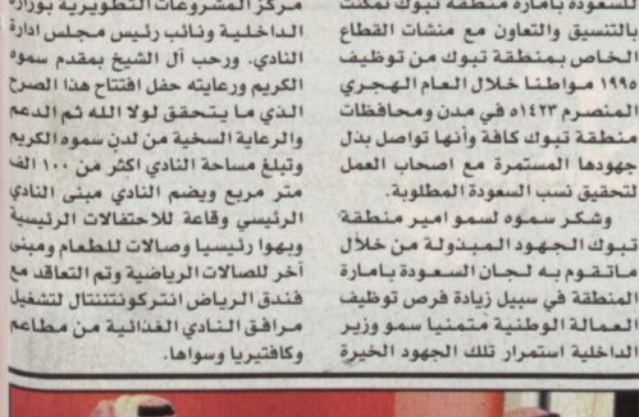 للسعودة بامارة منطقة تبوك تمكنت
بالتنسيق والتعاون مع منشات القطاع
الخاص بمنطقة تبوك من توظيف
١٩٩٥ مواطنا خلال العام الهجري
المنصرم ١٤٢٣ه في مدن ومحافظات
منطقة تبوك كافة وأنها تواصل بذل
جهودها المستمرة مع اصحاب العمل
لتحقيق نسب السعودة المطلوبة.
وشكر سموه لسمو امير منطقة
تبوك الجهود المبذولة من خلال
ماتقوم به لجان السعودة بامارة
المنطقة في سبيل زيادة فرص توظيف
العمالة الوطنية متمنيا سمو وزير
الداخلية استمرار تلك الجهود الخيرة
مركز المشروعات التطويرية بوزارة
الداخلية ونائب رئيس مجلس ادارة
النادي. ورحب آل الشيخ بمقدم سموه
الكريم ورعايته حفل افتتاح هذا الصرح
الذي ما يتحقق لولا الله ثم الدعم
والرعاية السخية من لدن سموه الكريم
وتبلغ مساحة النادي اكثر من ١٠٠ الف
متر مربع ويضم النادي مبنى النادي
الرئيسي وقاعة للاحتفالات الرئيسية
وبهوا رئيسيا وصالات للطعام ومبنى
آخر للصالات الرياضية وتم التعاقد مع
فندق الرياض انتركونتننتال لتشغيل
مرافق النادي الغذائية من مطاعم
وكافتيريا وسواها.